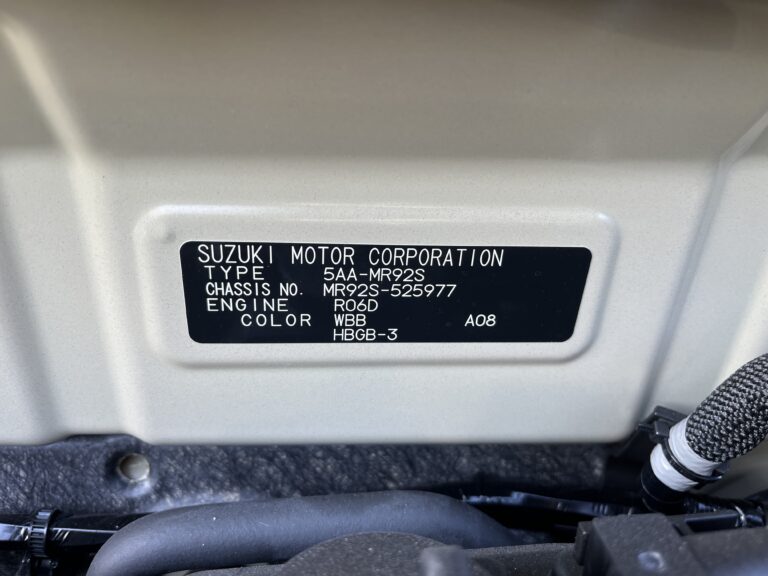 SUZUKI MOTOR CORPORATION
TYPE 5AA-MR92S
CHASSIS NO. MR92S-525977
ENGINE R06D
COLOR WBB A08
HBGB-3